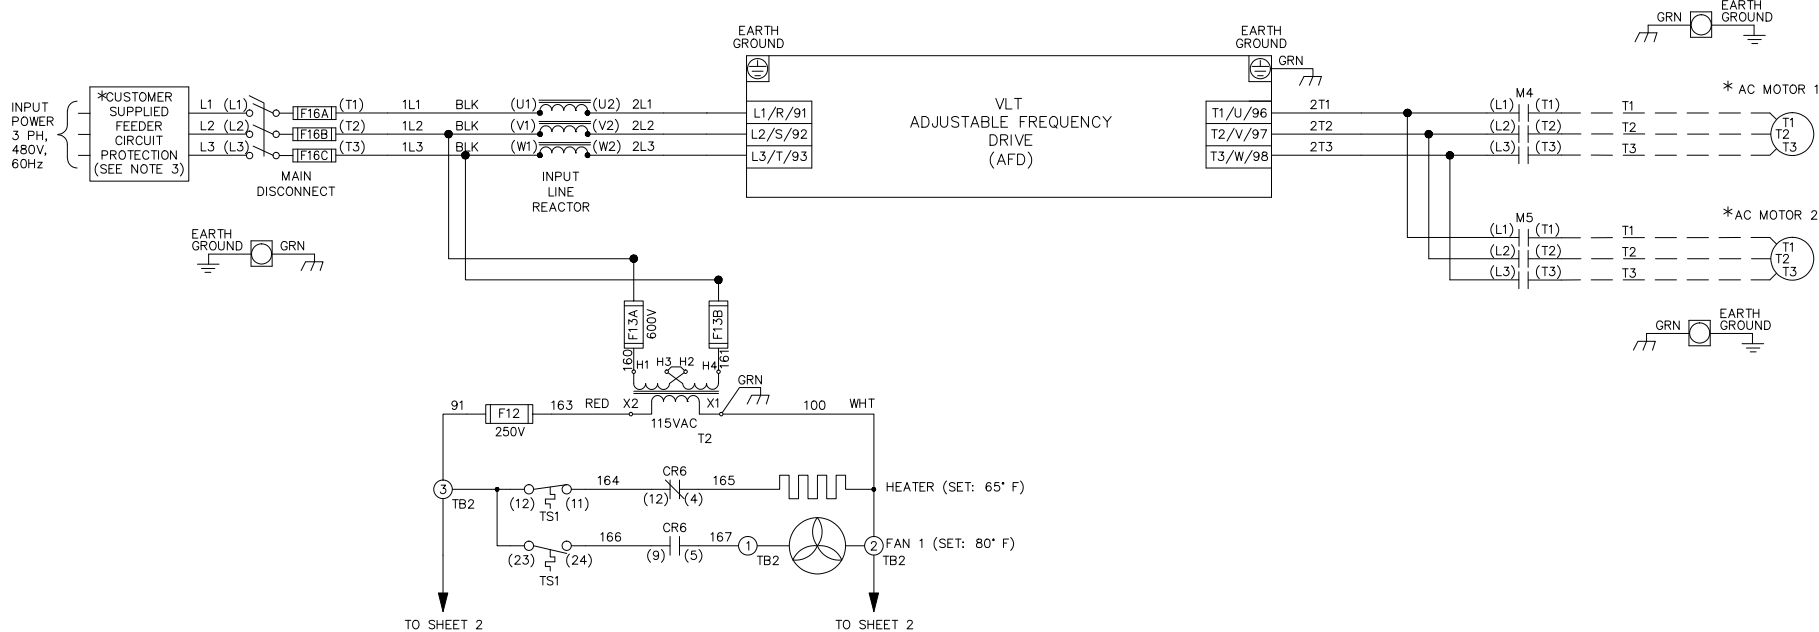 EARTH
GROUND
EARTH
GROUND
GRN
GRN
EARTH
GROUND
INPUT
POWER
3 PH,
480V,
60Hz
*CUSTOMER
SUPPLIED
FEEDER
CIRCUIT
PROTECTION
(SEE NOTE 3)
L1 (L1) F16A (T1) 1L1 BLK (U1) (U2) 2L1 L1/R/91
L2 (L2) F16B (T2) 1L2 BLK (V1) (V2) 2L2 L2/S/92
L3 (L3) F16C (T3) 1L3 BLK (W1) (W2) 2L3 L3/T/93
MAIN
DISCONNECT
INPUT
LINE
REACTOR
VLT
ADJUSTABLE FREQUENCY
DRIVE
(AFD)
T1/U/96 2T1
T2/V/97 2T2
T3/W/98 2T3
M4
(L1) (T1) T1
(L2) (T2) T2
(L3) (T3) T3
* AC MOTOR 1
T1
T2
T3
M5
(L1) (T1) T1
(L2) (T2) T2
(L3) (T3) T3
*AC MOTOR 2
T1
T2
T3
EARTH
GROUND
GRN
GRN
EARTH
GROUND
F13A
600V
F13B
160
161
H1 H3 H2 H4
GRN
91 F12 163 RED X2 X1 100 WHT
250V
115VAC
T2
3
TB2
(12) (11)
TS1
164
CR6
(12) (4)
165
HEATER (SET: 65° F)
(23) (24)
TS1
166
CR6
(9) (5)
167
1
TB2
2
TB2
FAN 1 (SET: 80° F)
TO SHEET 2
TO SHEET 2